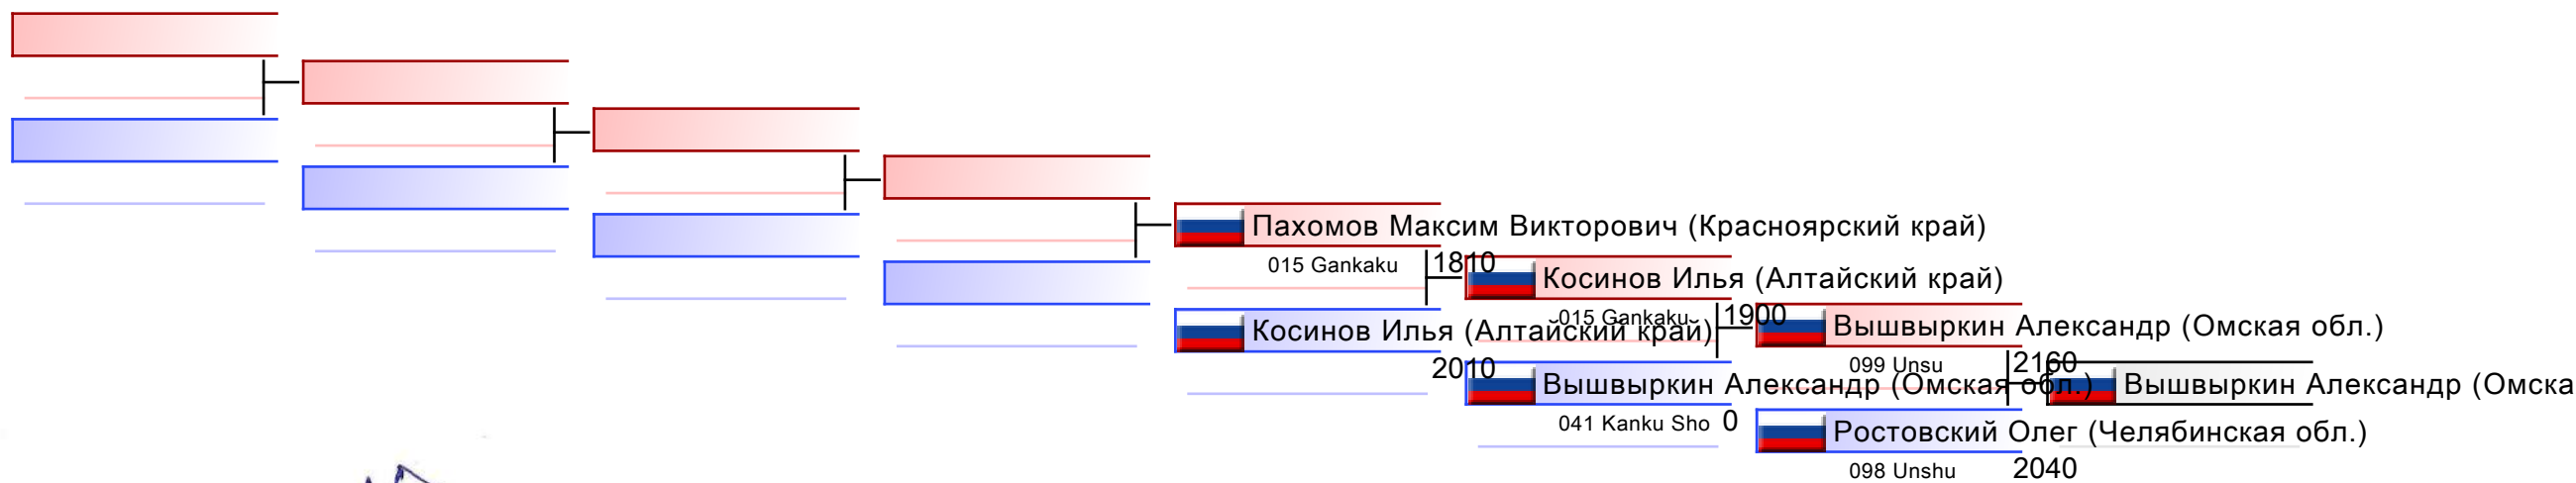 Пахомов Максим Викторович (Красноярский край)
015 Gankaku
1810
Косинов Илья (Алтайский край)
2010
Косинов Илья (Алтайский край)
015 Gankaku
1900
Вышвыркин Александр (Омская обл.)
041 Kanku Sho
0
Вышвыркин Александр (Омская обл.)
099 Unsu
2160
Ростовский Олег (Челябинская обл.)
098 Unshu
2040
Вышвыркин Александр (Омска